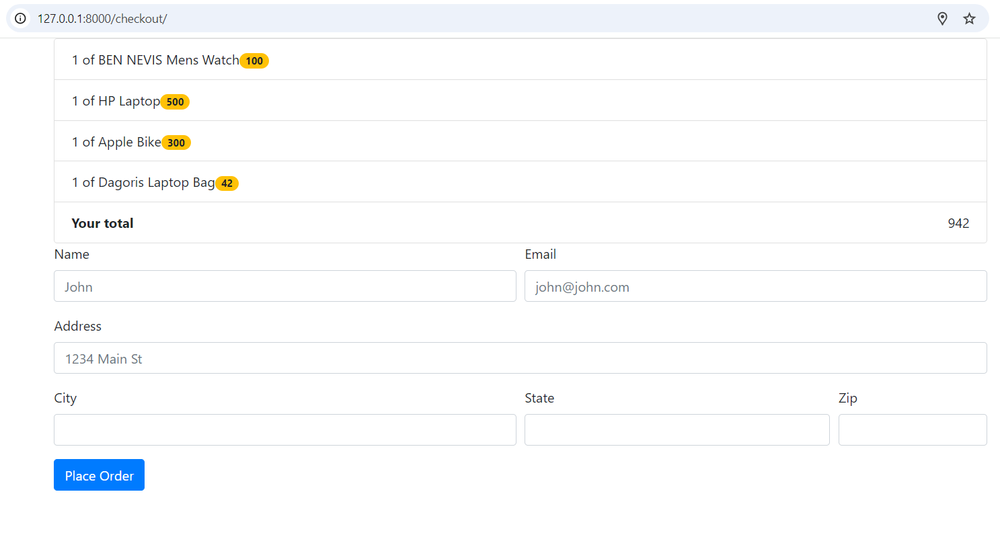 127.0.0.1:8000/checkout/
1 of BEN NEVIS Mens Watch 100
1 of HP Laptop 500
1 of Apple Bike 300
1 of Dagoris Laptop Bag 42
Your total 942
Name Email
John john@john.com
Address
1234 Main St
City State Zip
Place Order